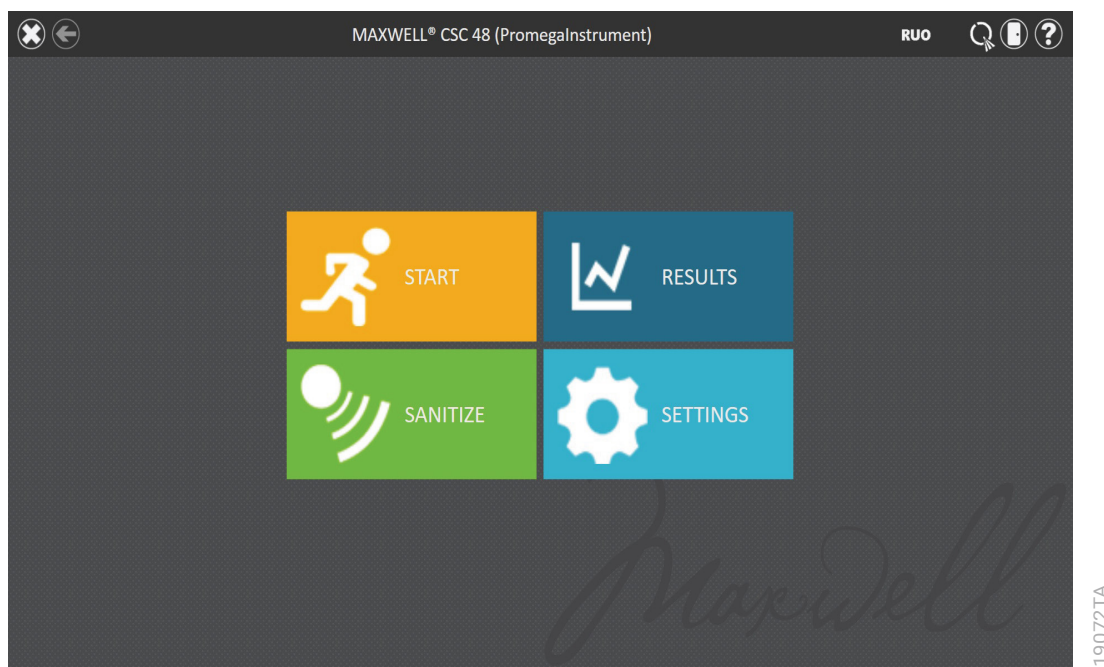 MAXWELL® CSC 48 (PromegaInstrument)
RUO
?
START
RESULTS
SANITIZE
SETTINGS
Maxwell
19072TA